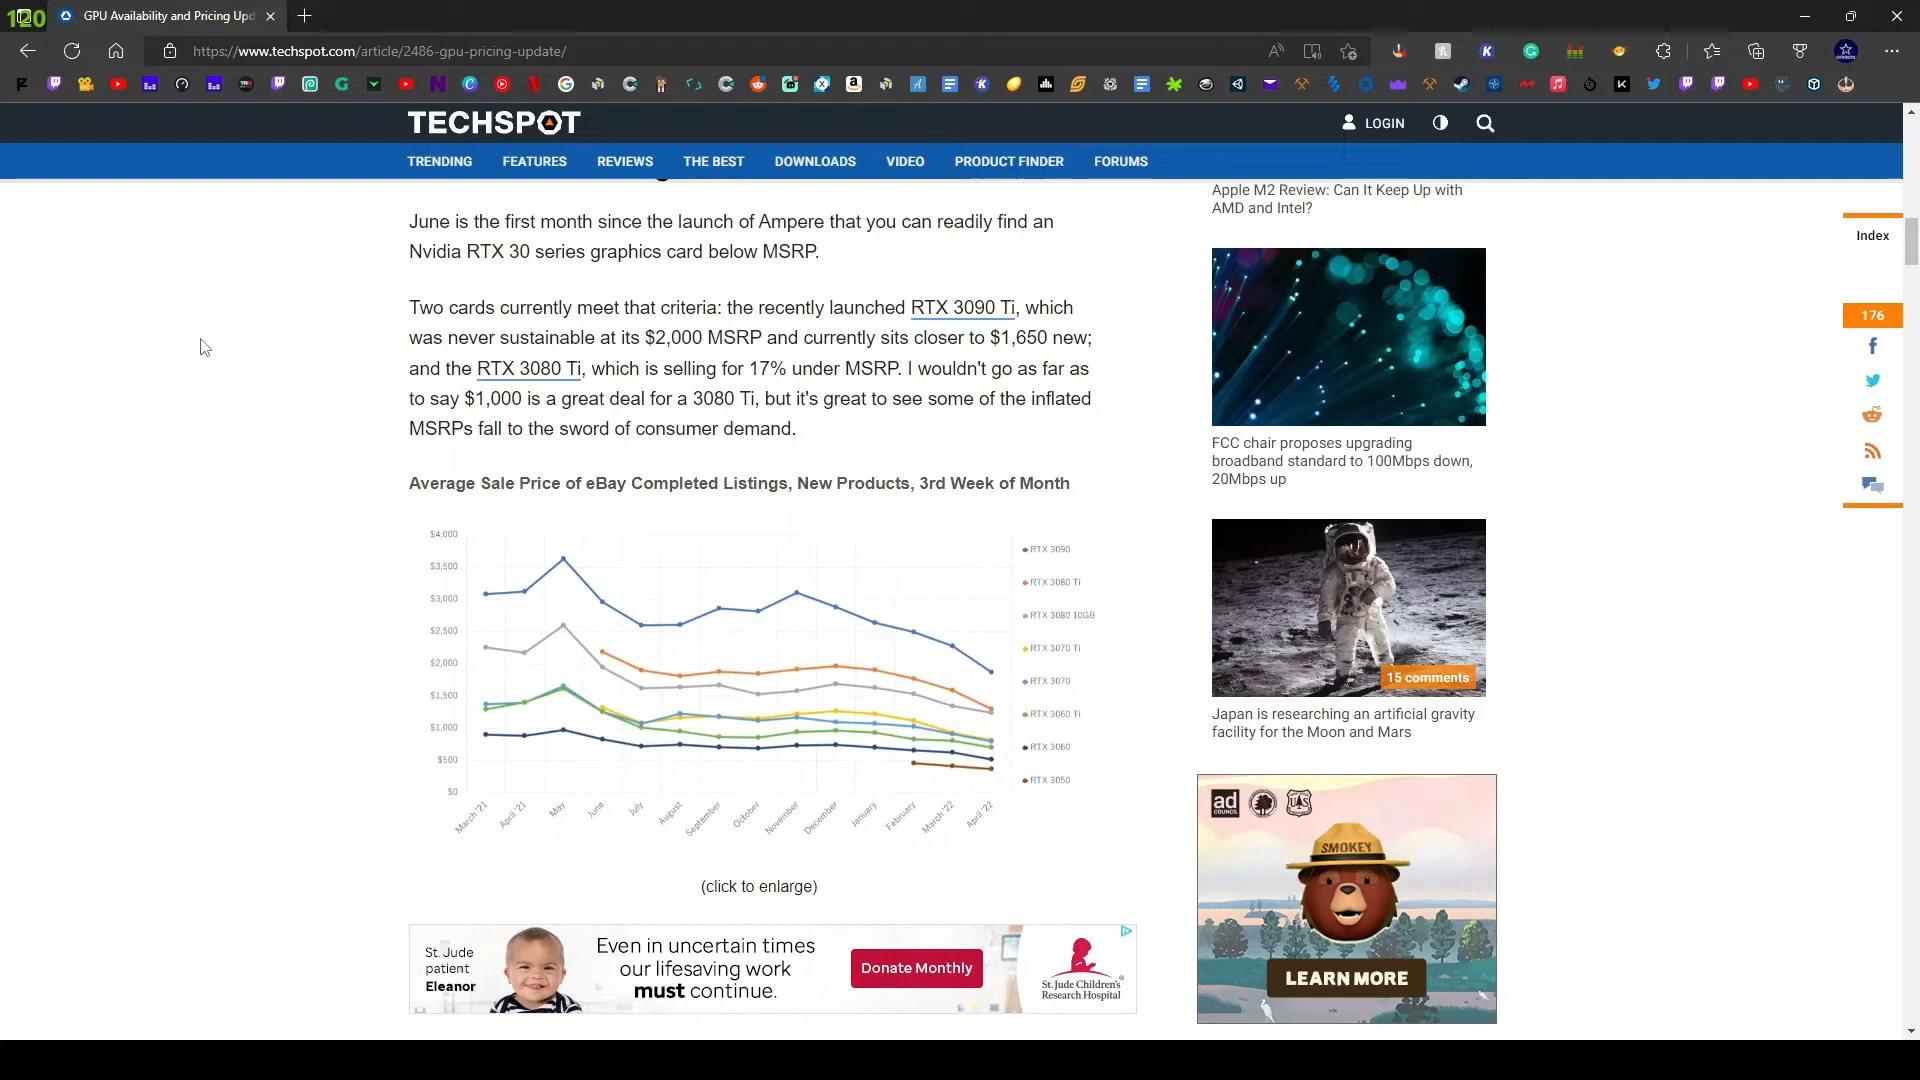 120
GPU Availability and Pricing Upd
https://www.techspot.com/article/2486-gpu-pricing-update/
TECHSPOT
LOGIN
TRENDING FEATURES REVIEWS THE BEST DOWNLOADS VIDEO PRODUCT FINDER FORUMS
June is the first month since the launch of Ampere that you can readily find an
Nvidia RTX 30 series graphics card below MSRP.
Two cards currently meet that criteria: the recently launched RTX 3090 Ti, which
was never sustainable at its $2,000 MSRP and currently sits closer to $1,650 new;
and the RTX 3080 Ti, which is selling for 17% under MSRP. I wouldn't go as far as
to say $1,000 is a great deal for a 3080 Ti, but it's great to see some of the inflated
MSRPs fall to the sword of consumer demand.
Average Sale Price of eBay Completed Listings, New Products, 3rd Week of Month
$4,000
$3,500
$3,000
$2,500
$2,000
$1,500
$1,000
$500
$0
RTX 3090
RTX 3080 Ti
RTX 3080 10GB
RTX 3070 Ti
RTX 3070
RTX 3060 Ti
RTX 3060
RTX 3050
March '21
April '21
May
June
July
August
September
October
November
December
January
February
March '22
April '22
(click to enlarge)
St. Jude
patient
Eleanor
Even in uncertain times
our lifesaving work
must continue.
Donate Monthly
St. Jude Children's
Research Hospital
Apple M2 Review: Can It Keep Up with
AMD and Intel?
FCC chair proposes upgrading
broadband standard to 100Mbps down,
20Mbps up
15 comments
Japan is researching an artificial gravity
facility for the Moon and Mars
ad
COUNCIL
UAS
SMOKEY
LEARN MORE
Index
176